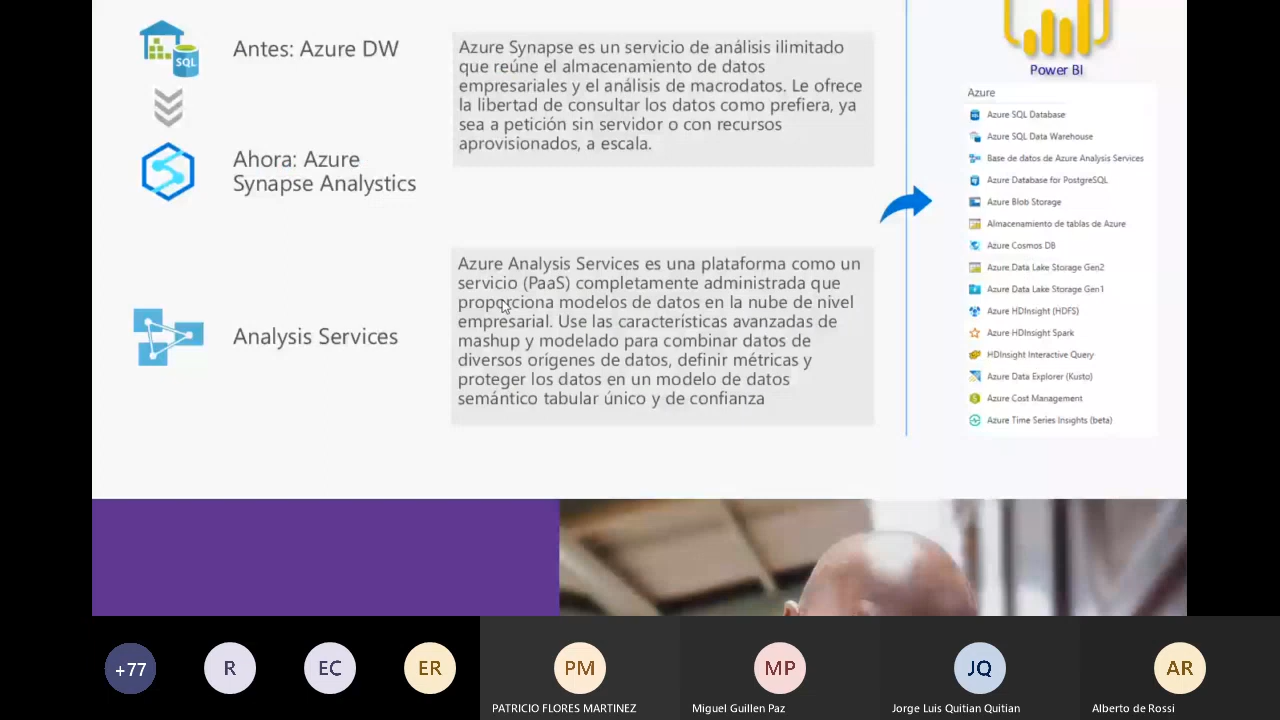 Antes: Azure DW
SQL
Ahora: Azure
Synapse Analystics
Analysis Services
Azure Synapse es un servicio de análisis ilimitado
que reúne el almacenamiento de datos
empresariales y el análisis de macrodatos. Le ofrece
la libertad de consultar los datos como prefiera, ya
sea a petición sin servidor o con recursos
aprovisionados, a escala.
Azure Analysis Services es una plataforma como un
servicio (PaaS) completamente administrada que
proporciona modelos de datos en la nube de nivel
empresarial. Use las características avanzadas de
mashup y modelado para combinar datos de
diversos orígenes de datos, definir métricas y
proteger los datos en un modelo de datos
semántico tabular único y de confianza
Power BI
Azure
Azure SQL Database
Azure SQL Data Warehouse
Base de datos de Azure Analysis Services
Azure Database for PostgreSQL
Azure Blob Storage
Almacenamiento de tablas de Azure
Azure Cosmos DB
Azure Data Lake Storage Gen2
Azure Data Lake Storage Gen1
Azure HDInsight (HDFS)
Azure HDInsight Spark
HDInsight Interactive Query
Azure Data Explorer (Kusto)
Azure Cost Management
Azure Time Series Insights (beta)
+77
R
EC
ER
PM
PATRICIO FLORES MARTINEZ
MP
Miguel Guillen Paz
JQ
Jorge Luis Quitian Quitian
AR
Alberto de Rossi